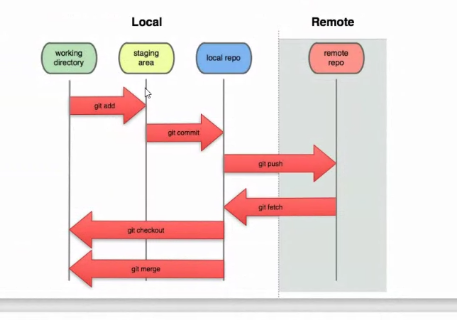 Local
Remote
working
directory
staging
area
local repo
remote
repo
git add
git commit
git push
git fetch
git checkout
git merge